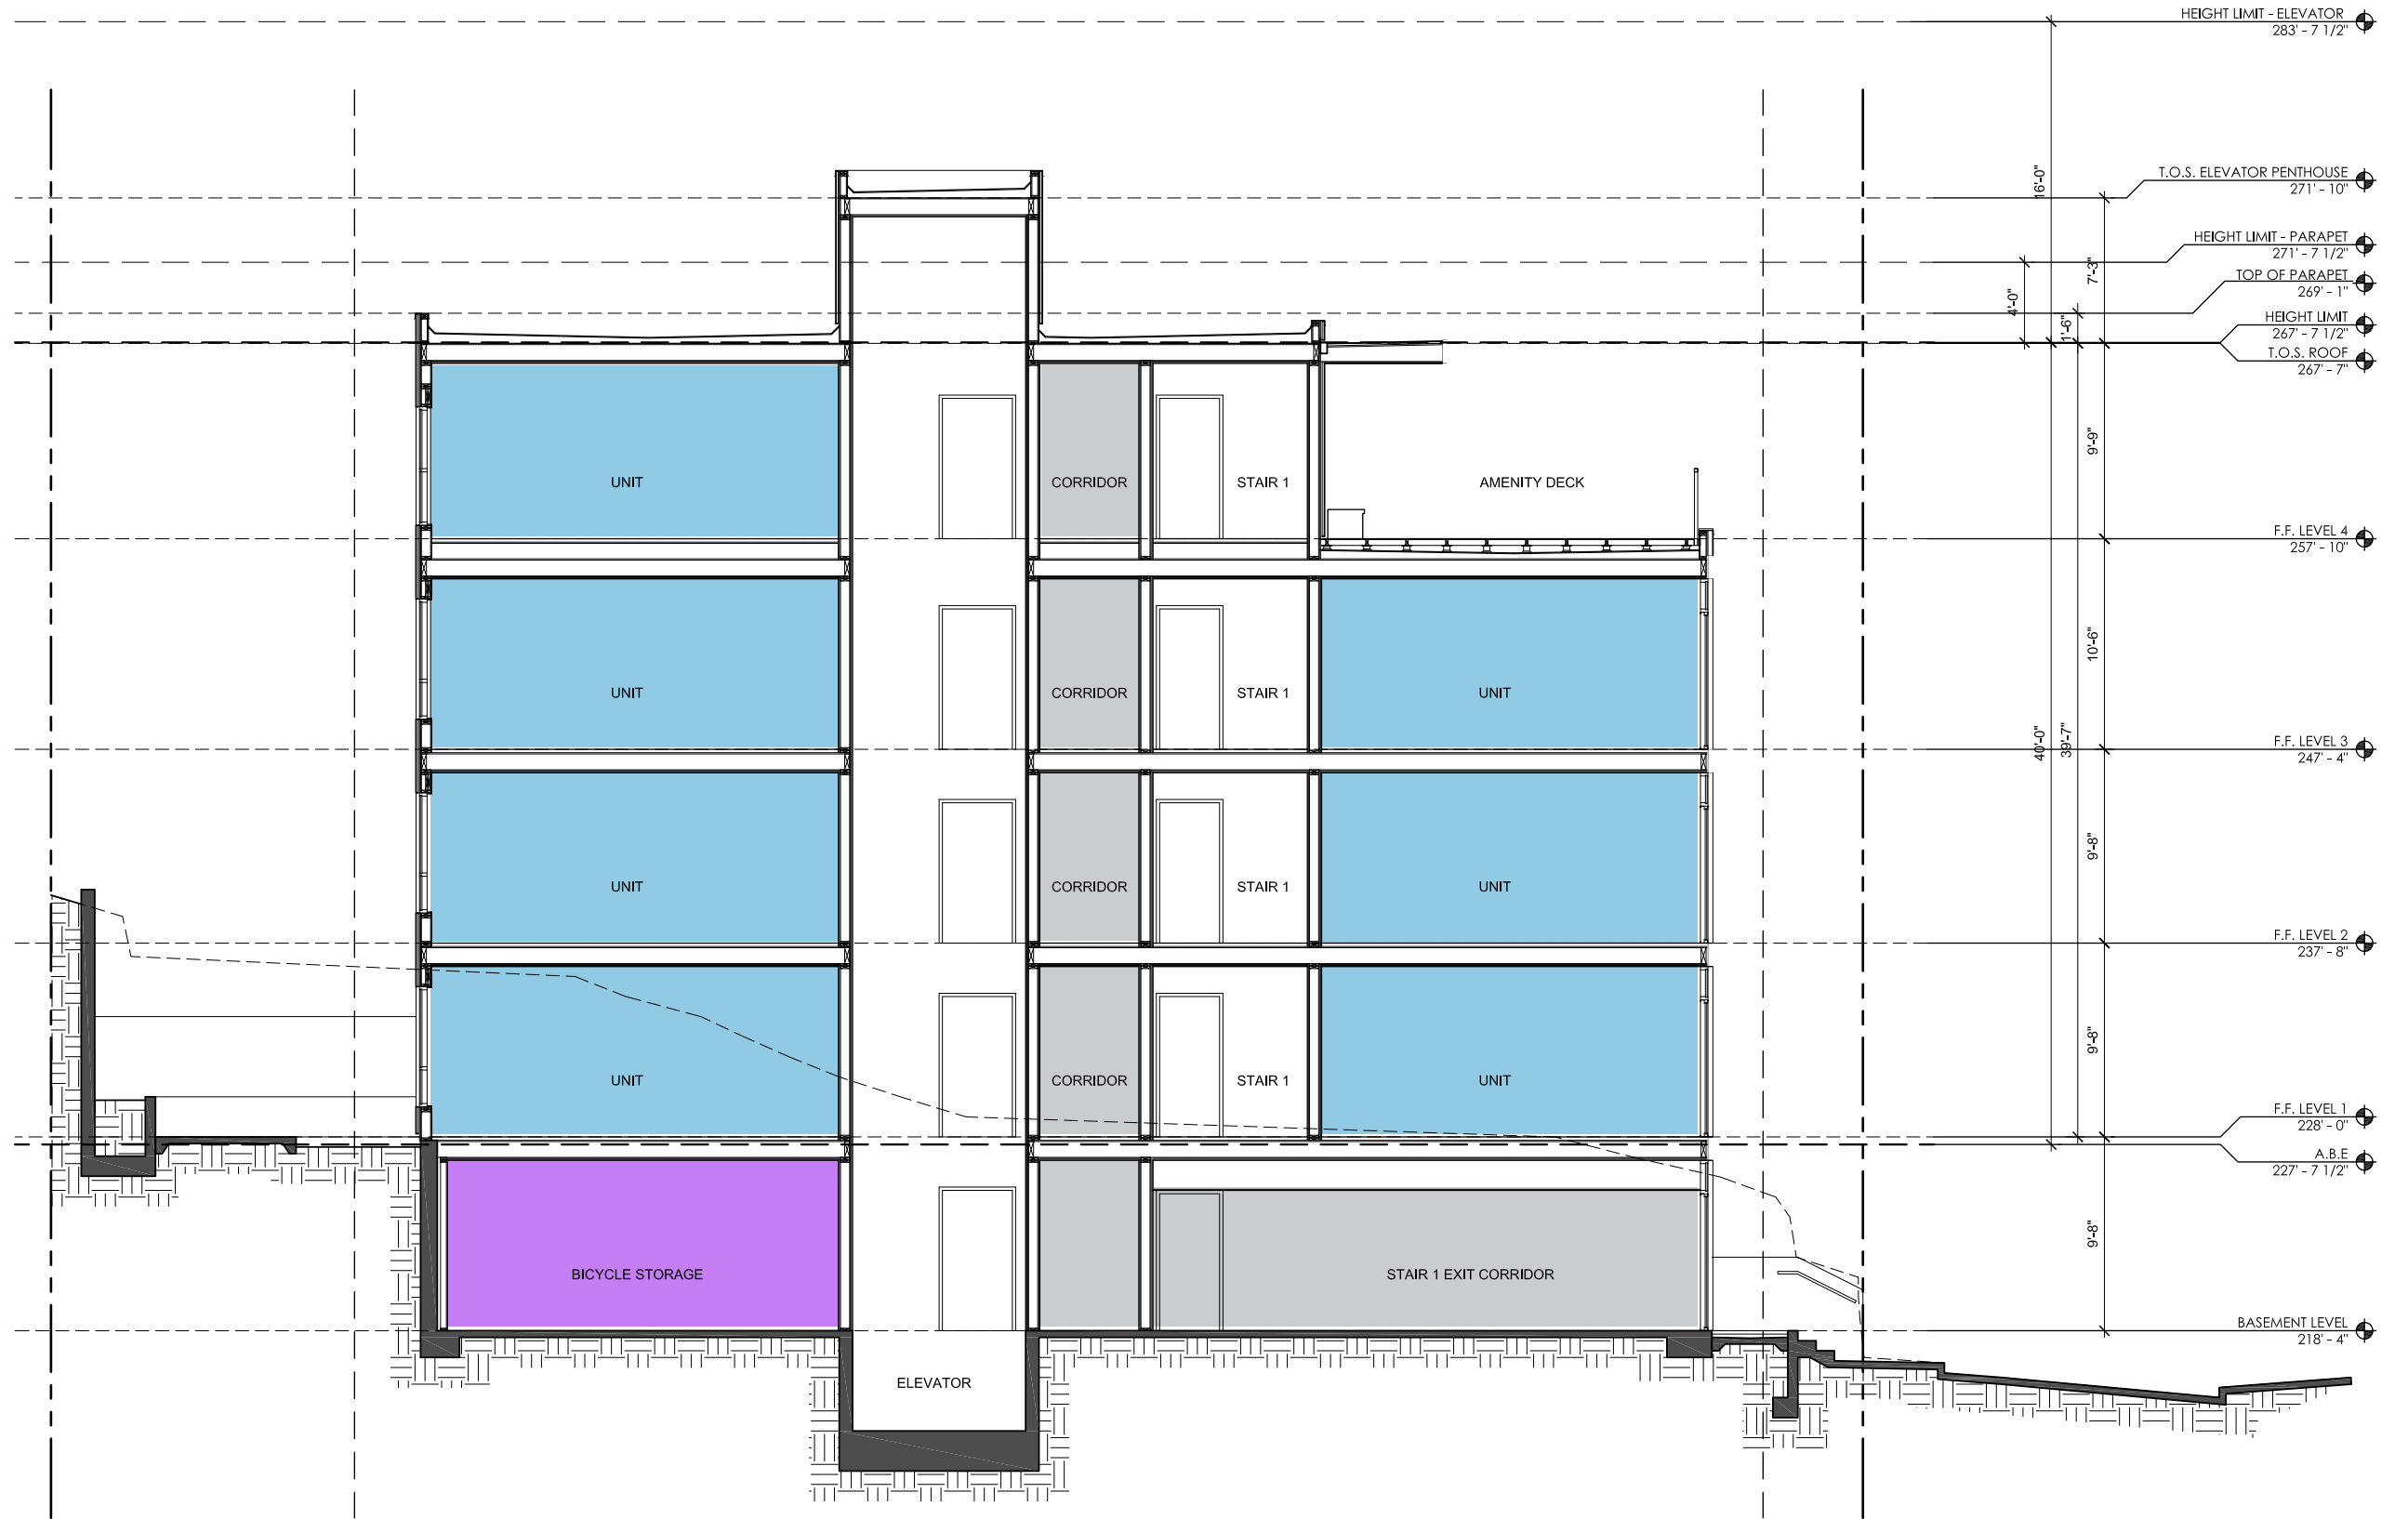 HEIGHT LIMIT - ELEVATOR
283' - 7 1/2"
16'-0"
T.O.S. ELEVATOR PENTHOUSE
271' - 10"
HEIGHT LIMIT - PARAPET
271' - 7 1/2"
7'-3"
TOP OF PARAPET
269' - 1"
4'-0"
HEIGHT LIMIT
267' - 7 1/2"
1'-6"
T.O.S. ROOF
267' - 7"
9'-9"
UNIT
CORRIDOR
STAIR 1
AMENITY DECK
F.F. LEVEL 4
257' - 10"
10'-6"
UNIT
CORRIDOR
STAIR 1
UNIT
F.F. LEVEL 3
247' - 4"
40'-0"
39'-7"
9'-8"
UNIT
CORRIDOR
STAIR 1
UNIT
F.F. LEVEL 2
237' - 8"
9'-8"
UNIT
CORRIDOR
STAIR 1
UNIT
F.F. LEVEL 1
228' - 0"
A.B.E
227' - 7 1/2"
9'-8"
BICYCLE STORAGE
STAIR 1 EXIT CORRIDOR
BASEMENT LEVEL
218' - 4"
ELEVATOR